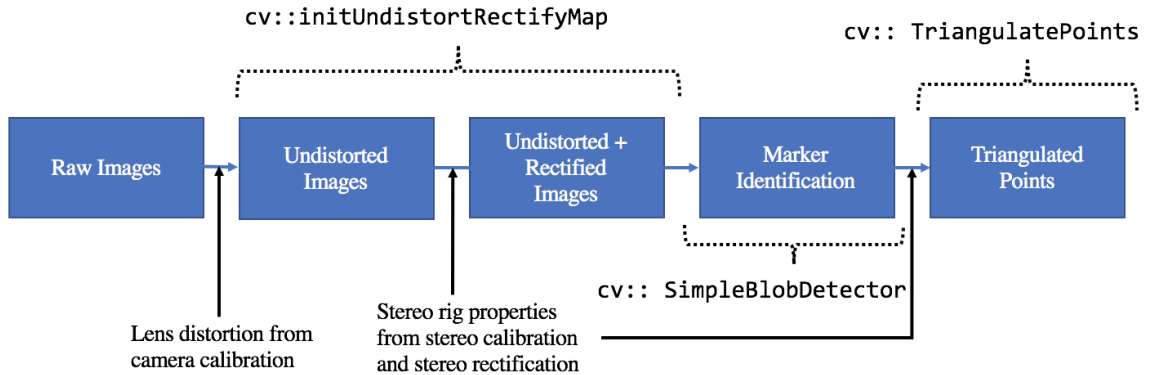 cv::initUndistortRectifyMap
cv:: TriangulatePoints
Raw Images
Undistorted
Images
Undistorted +
Rectified
Images
Marker
Identification
Triangulated
Points
cv:: SimpleBlobDetector
Lens distortion from
camera calibration
Stereo rig properties
from stereo calibration
and stereo rectification